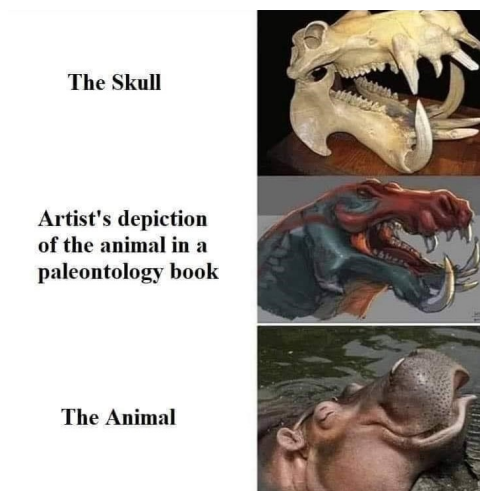 The Skull
Artist's depiction
of the animal in a
paleontology book
The Animal